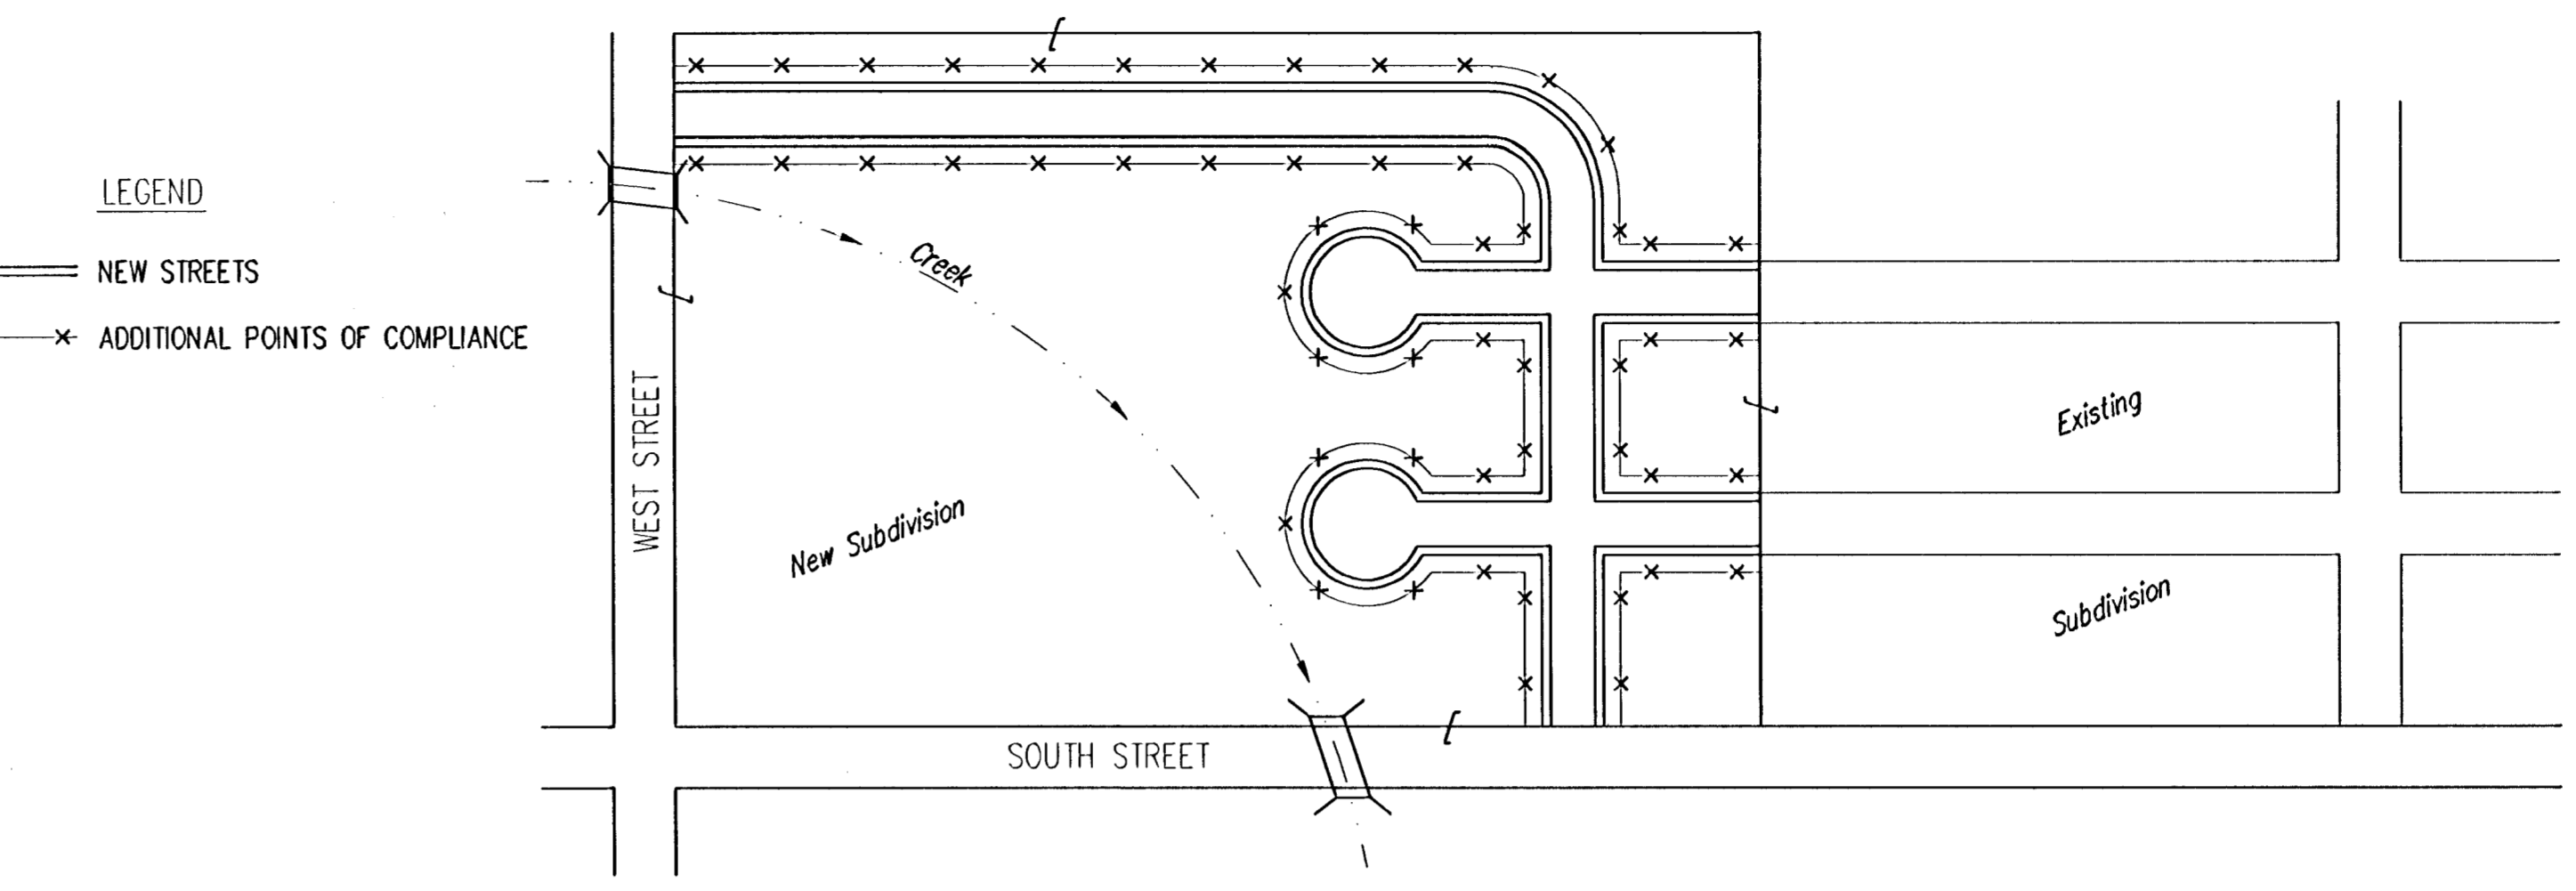 LEGEND
NEW STREETS
ADDITIONAL POINTS OF COMPLIANCE
WEST STREET
Creek
New Subdivision
Existing
Subdivision
SOUTH STREET